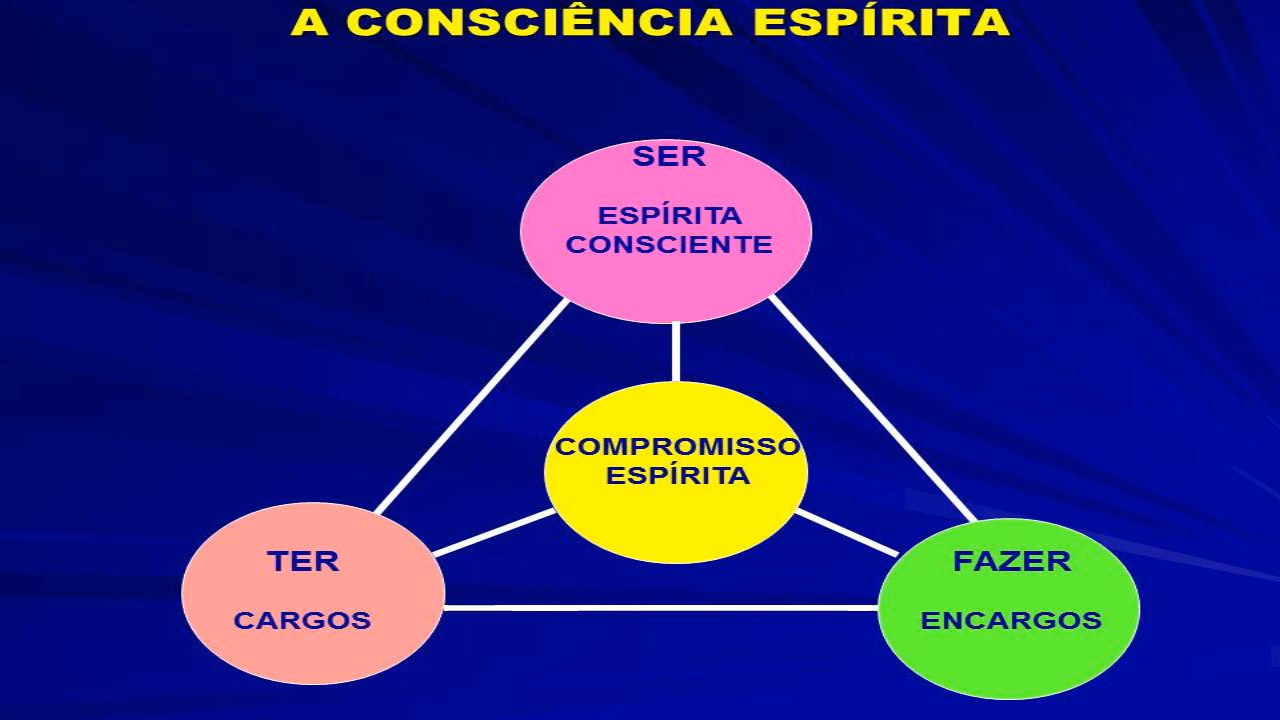 A CONSCIÊNCIA ESPÍRITA
SER
ESPÍRITA
CONSCIENTE
COMPROMISSO
ESPÍRITA
TER
CARGOS
FAZER
ENCARGOS